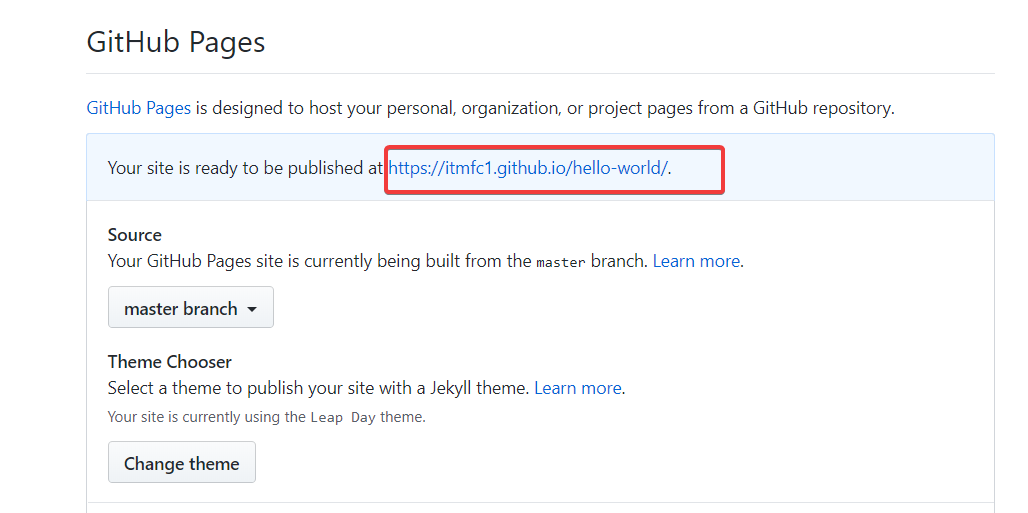 GitHub Pages
GitHub Pages is designed to host your personal, organization, or project pages from a GitHub repository.
Your site is ready to be published at https://itmfc1.github.io/hello-world/.
Source
Your GitHub Pages site is currently being built from the master branch. Learn more.
master branch
Theme Chooser
Select a theme to publish your site with a Jekyll theme. Learn more.
Your site is currently using the Leap Day theme.
Change theme